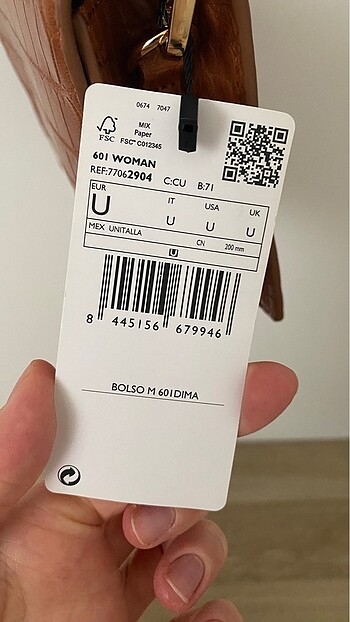 0674 7047
MIX
Paper
FSC FSC™ C012345
601 WOMAN
REF:77062904 C:CU B:71
EUR IT USA UK
U U U U
MEX UNITALLA CN 200 mm
U
8 445156 679946
BOLSO M 601DIMA